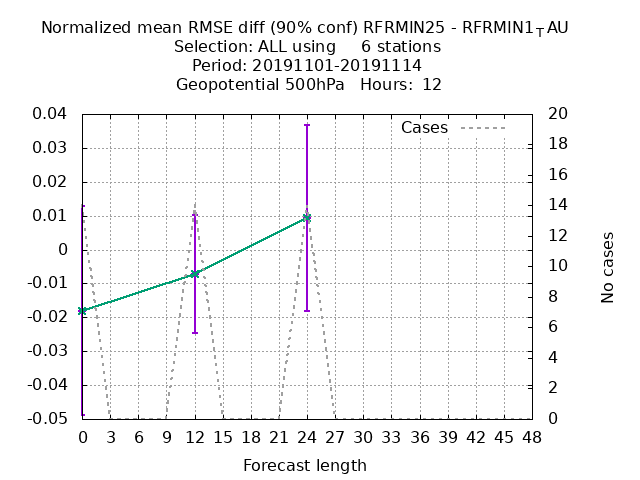 Normalized mean RMSE diff (90% conf) RFRMIN25 - RFRMIN1TAU
Selection: ALL using 6 stations
Period: 20191101-20191114
Geopotential 500hPa Hours: 12
Cases
0.04
0.03
0.02
0.01
0
-0.01
-0.02
-0.03
-0.04
-0.05
20
18
16
14
12
10
8
6
4
2
0
No cases
0 3 6 9 12 15 18 21 24 27 30 33 36 39 42 45 48
Forecast length